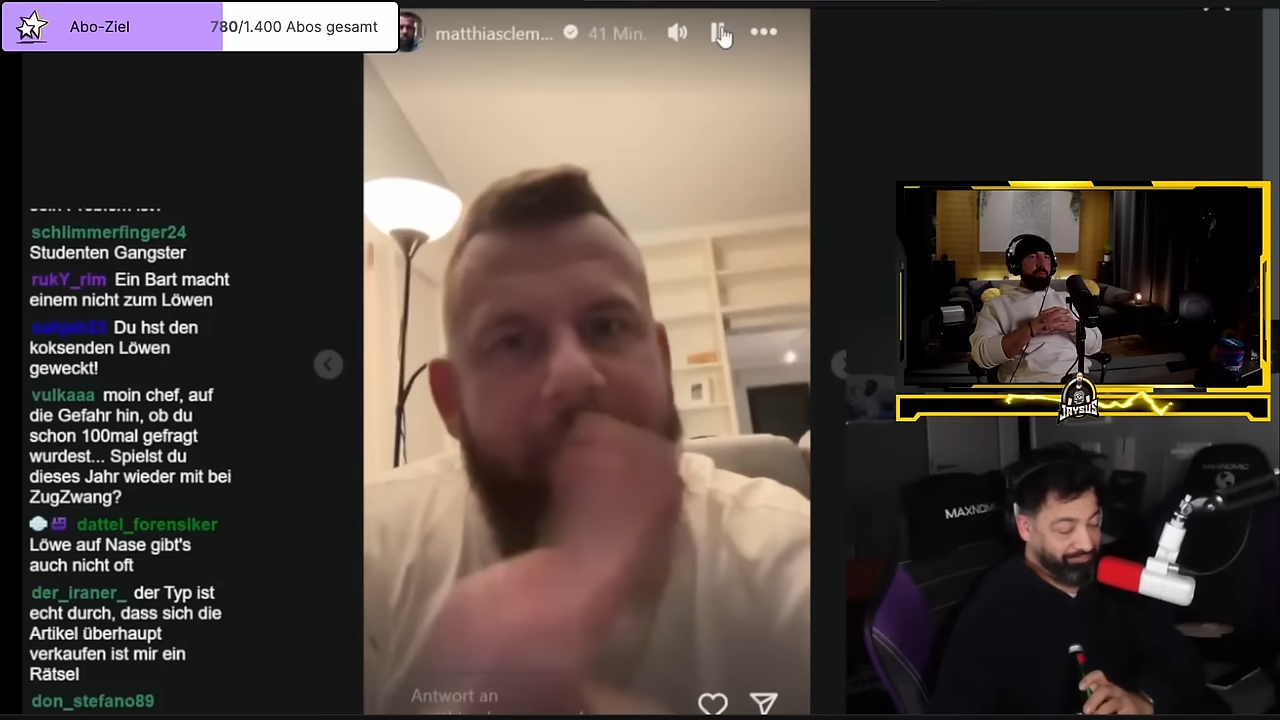 Abo-Ziel 780/1.400 Abos gesamt
matthiasclem... 41 Min.
schlimmerfinger24
Studenten Gangster
rukY_rim Ein Bart macht
einem nicht zum Löwen
Du hst den
koksenden Löwen
geweckt!
vulkaaa moin chef, auf
die Gefahr hin, ob du
schon 100mal gefragt
wurdest... Spielst du
dieses Jahr wieder mit bei
ZugZwang?
dattel_forensiker
Löwe auf Nase gibt's
auch nicht oft
der_iraner_ der Typ ist
echt durch, dass sich die
Artikel überhaupt
verkaufen ist mir ein
Rätsel
don_stefano89
Antwort an
JAYSUS
MAXNOMIC